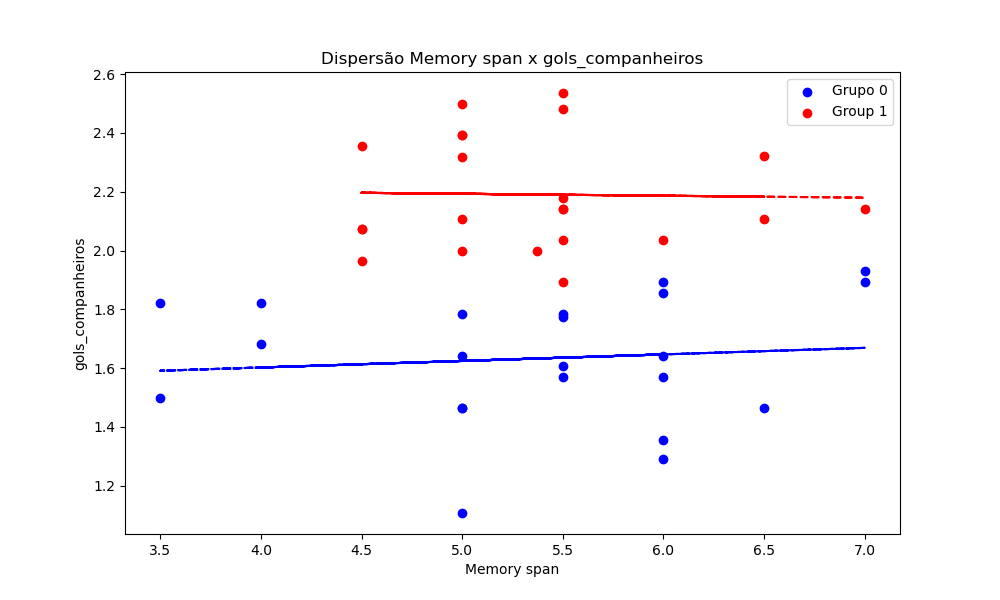 Dispersão Memory span x gols_companheiros
Grupo 0
Group 1
gols_companheiros
2.6
2.4
2.2
2.0
1.8
1.6
1.4
1.2
3.5 4.0 4.5 5.0 5.5 6.0 6.5 7.0
Memory span